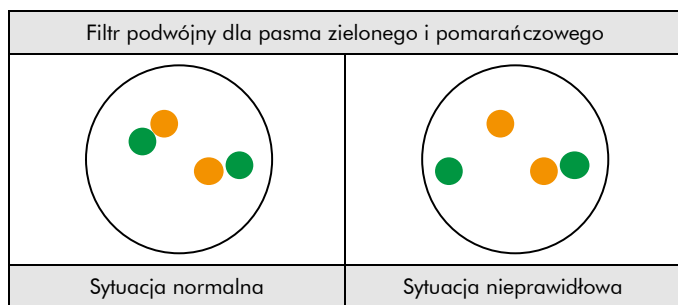 Filtr podwójny dla pasma zielonego i pomarańczowego
Sytuacja normalna
Sytuacja nieprawidłowa